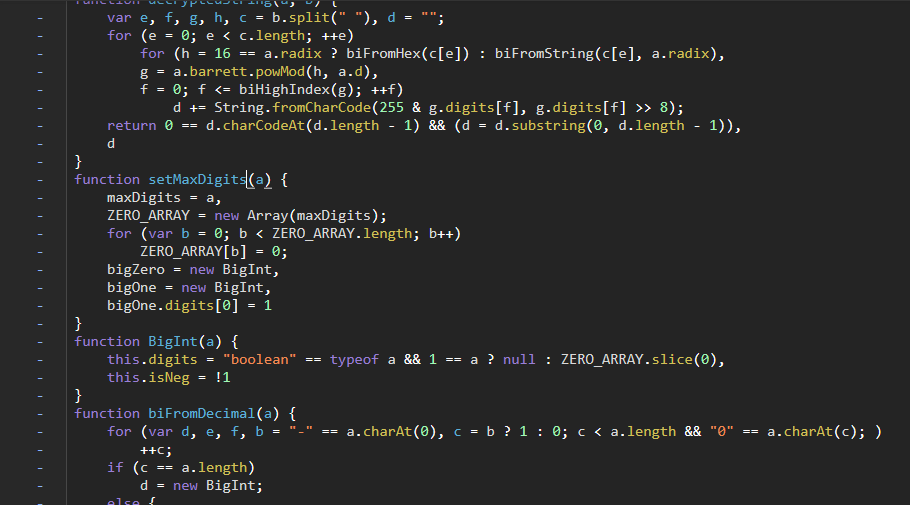 function decryptedString(a, b) {
    var e, f, g, h, c = b.split(" "), d = "";
    for (e = 0; e < c.length; ++e)
        for (h = 16 == a.radix ? biFromHex(c[e]) : biFromString(c[e], a.radix),
        g = a.barrett.powMod(h, a.d),
        f = 0; f <= biHighIndex(g); ++f)
            d += String.fromCharCode(255 & g.digits[f], g.digits[f] >> 8);
    return 0 == d.charCodeAt(d.length - 1) && (d = d.substring(0, d.length - 1)),
    d
}
function setMaxDigits(a) {
    maxDigits = a,
    ZERO_ARRAY = new Array(maxDigits);
    for (var b = 0; b < ZERO_ARRAY.length; b++)
        ZERO_ARRAY[b] = 0;
    bigZero = new BigInt,
    bigOne = new BigInt,
    bigOne.digits[0] = 1
}
function BigInt(a) {
    this.digits = "boolean" == typeof a && 1 == a ? null : ZERO_ARRAY.slice(0),
    this.isNeg = !1
}
function biFromDecimal(a) {
    for (var d, e, f, b = "-" == a.charAt(0), c = b ? 1 : 0; c < a.length && "0" == a.charAt(c); )
        ++c;
    if (c == a.length)
        d = new BigInt;
    else {